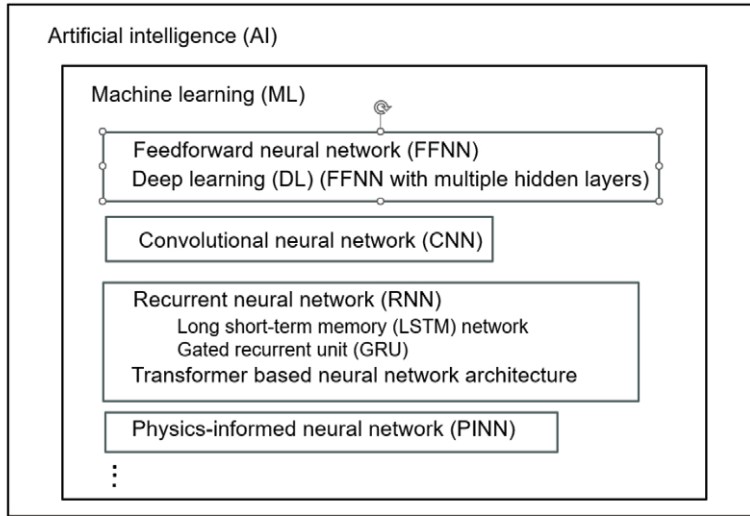 Artificial intelligence (AI)
Machine learning (ML)
Feedforward neural network (FFNN)
Deep learning (DL) (FFNN with multiple hidden layers)
Convolutional neural network (CNN)
Recurrent neural network (RNN)
Long short-term memory (LSTM) network
Gated recurrent unit (GRU)
Transformer based neural network architecture
Physics-informed neural network (PINN)
⋮